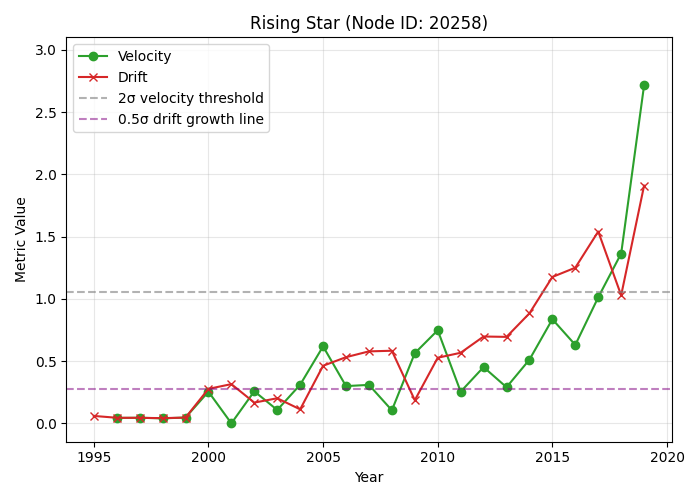 Rising Star (Node ID: 20258)
Velocity
Drift
2σ velocity threshold
0.5σ drift growth line
Metric Value
3.0
2.5
2.0
1.5
1.0
0.5
0.0
1995
2000
2005
2010
2015
2020
Year